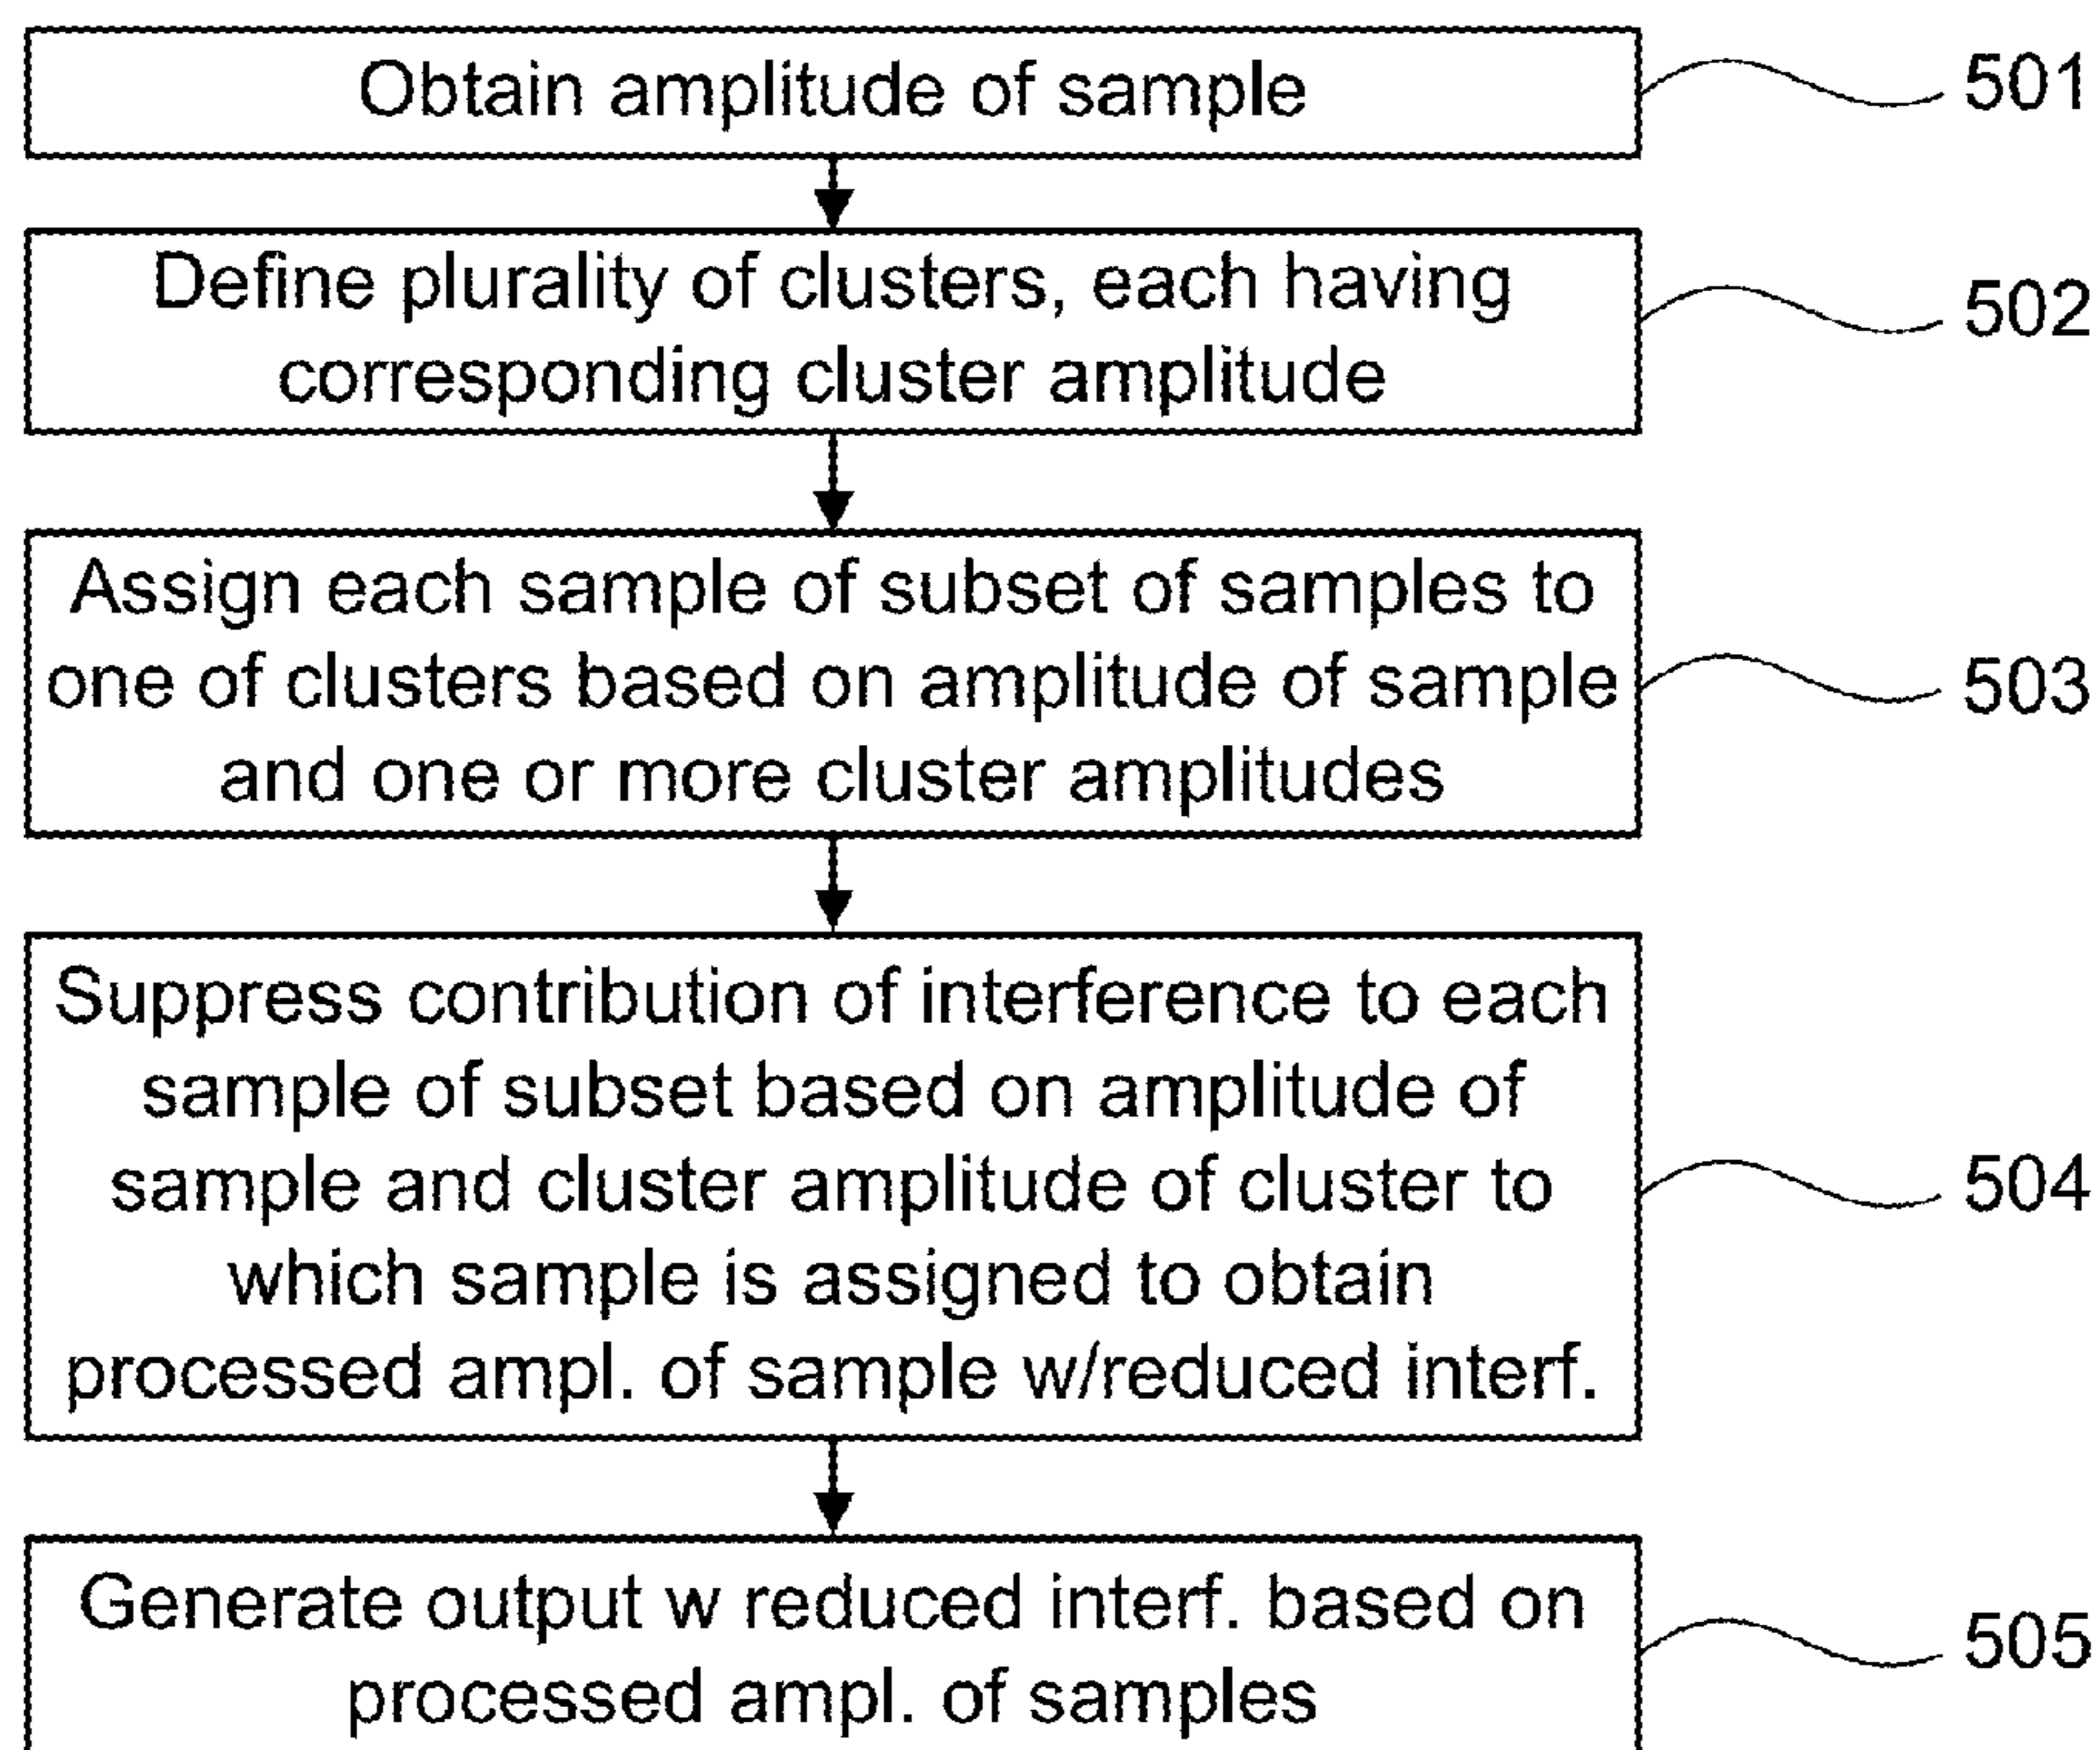 Obtain amplitude of sample
501
Define plurality of clusters, each having
corresponding cluster amplitude
502
Assign each sample of subset of samples to
one of clusters based on amplitude of sample
and one or more cluster amplitudes
503
Suppress contribution of interference to each
sample of subset based on amplitude of
sample and cluster amplitude of cluster to
which sample is assigned to obtain
processed ampl. of sample w/reduced interf.
504
Generate output w reduced interf. based on
processed ampl. of samples
505